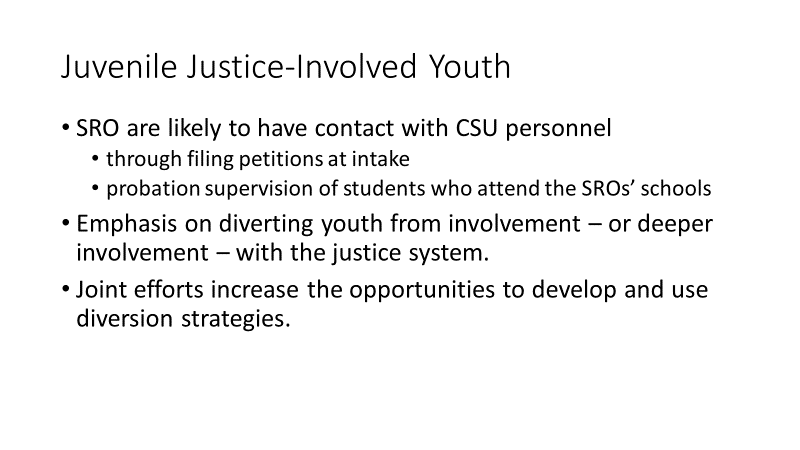 Juvenile Justice-Involved Youth
• SRO are likely to have contact with CSU personnel
• through filing petitions at intake
• probation supervision of students who attend the SROs’ schools
• Emphasis on diverting youth from involvement – or deeper
involvement – with the justice system.
• Joint efforts increase the opportunities to develop and use
diversion strategies.